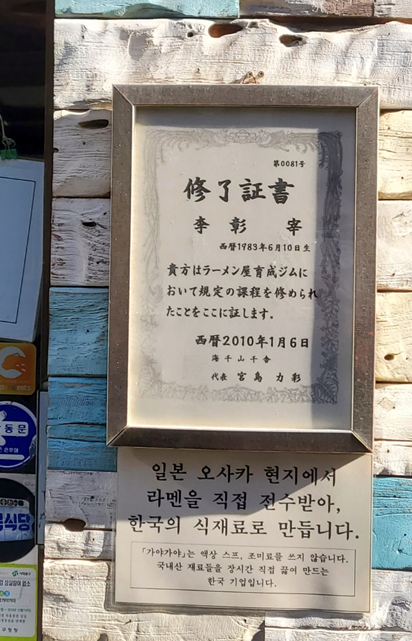 第0081号
修了証書
李 彰 宰
西暦1983年6月10日生
貴方はラーメン屋育成ジムに
おいて規定の課程を修められ
たことをここに証します。
西暦2010年1月6日
海千山千會
代表 宮島 力彩
일본 오사카 현지에서
라멘을 직접 전수받아,
한국의 식재료로 만듭니다.
「가야가야」는 액상 스프, 조미료를 쓰지 않습니다.
국내산 재료들을 장시간 직접 끓여 만드는
한국 기업입니다.
동문
식당